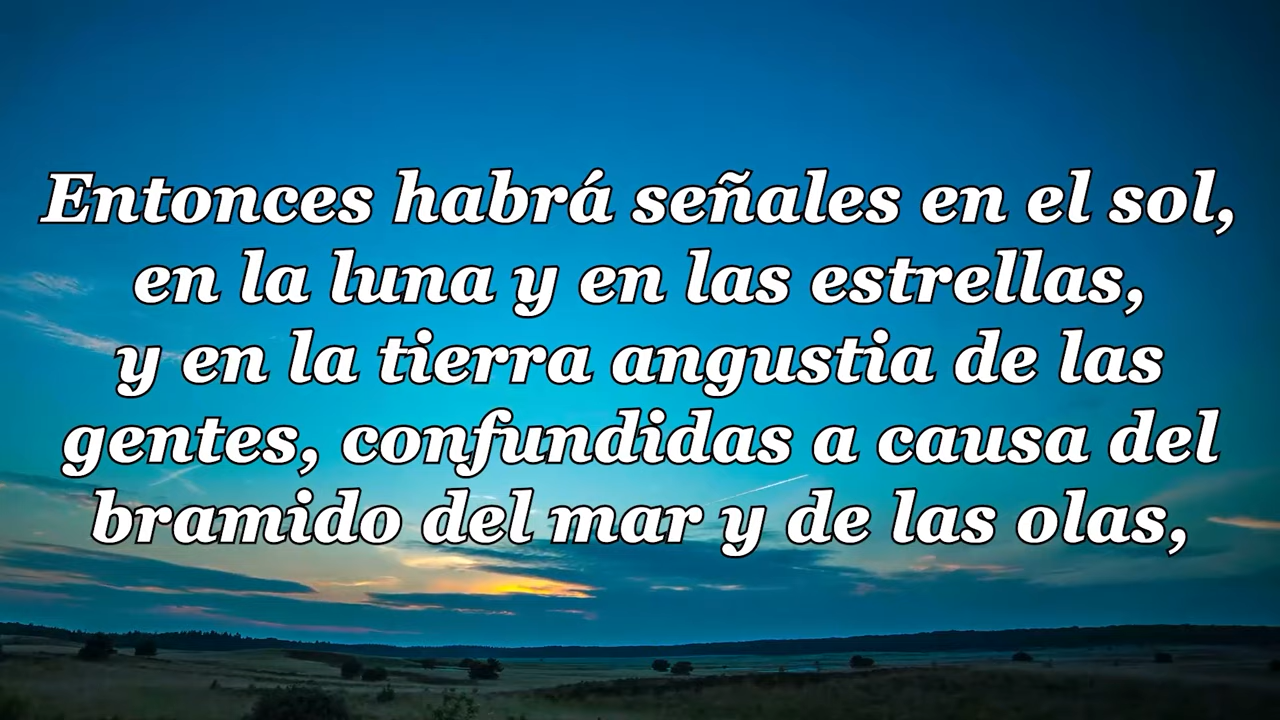 Entonces habrá señales en el sol,
en la luna y en las estrellas,
y en la tierra angustia de las
gentes, confundidas a causa del
bramido del mar y de las olas,